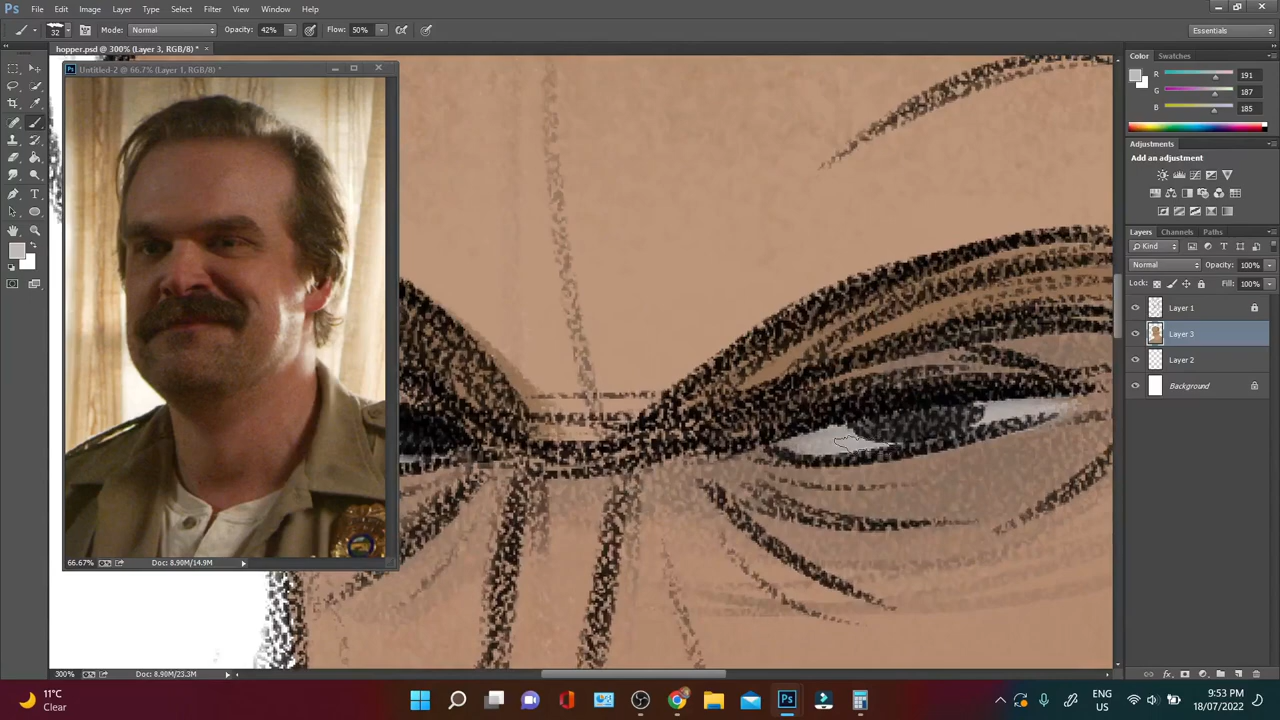 Ps File Edit Image Layer Type Select Filter View Window Help
32 Mode: Normal Opacity: 42% Flow: 50% Essentials
hopper.psd @ 300% (Layer 3, RGB/8) * ×
Ps Untitled-2 @ 66.7% (Layer 1, RGB/8) *
Color Swatches
R 191
G 187
B 185
Adjustments
Add an adjustment
Layers Channels Paths
Kind
Normal Opacity: 100%
Lock: Fill: 100%
Layer 1
Layer 3
Layer 2
Background
66.67% Doc: 8.90M/14.9M
300% Doc: 8.90M/23.3M
11°C
Clear
Ps
ENG
US
9:53 PM
18/07/2022